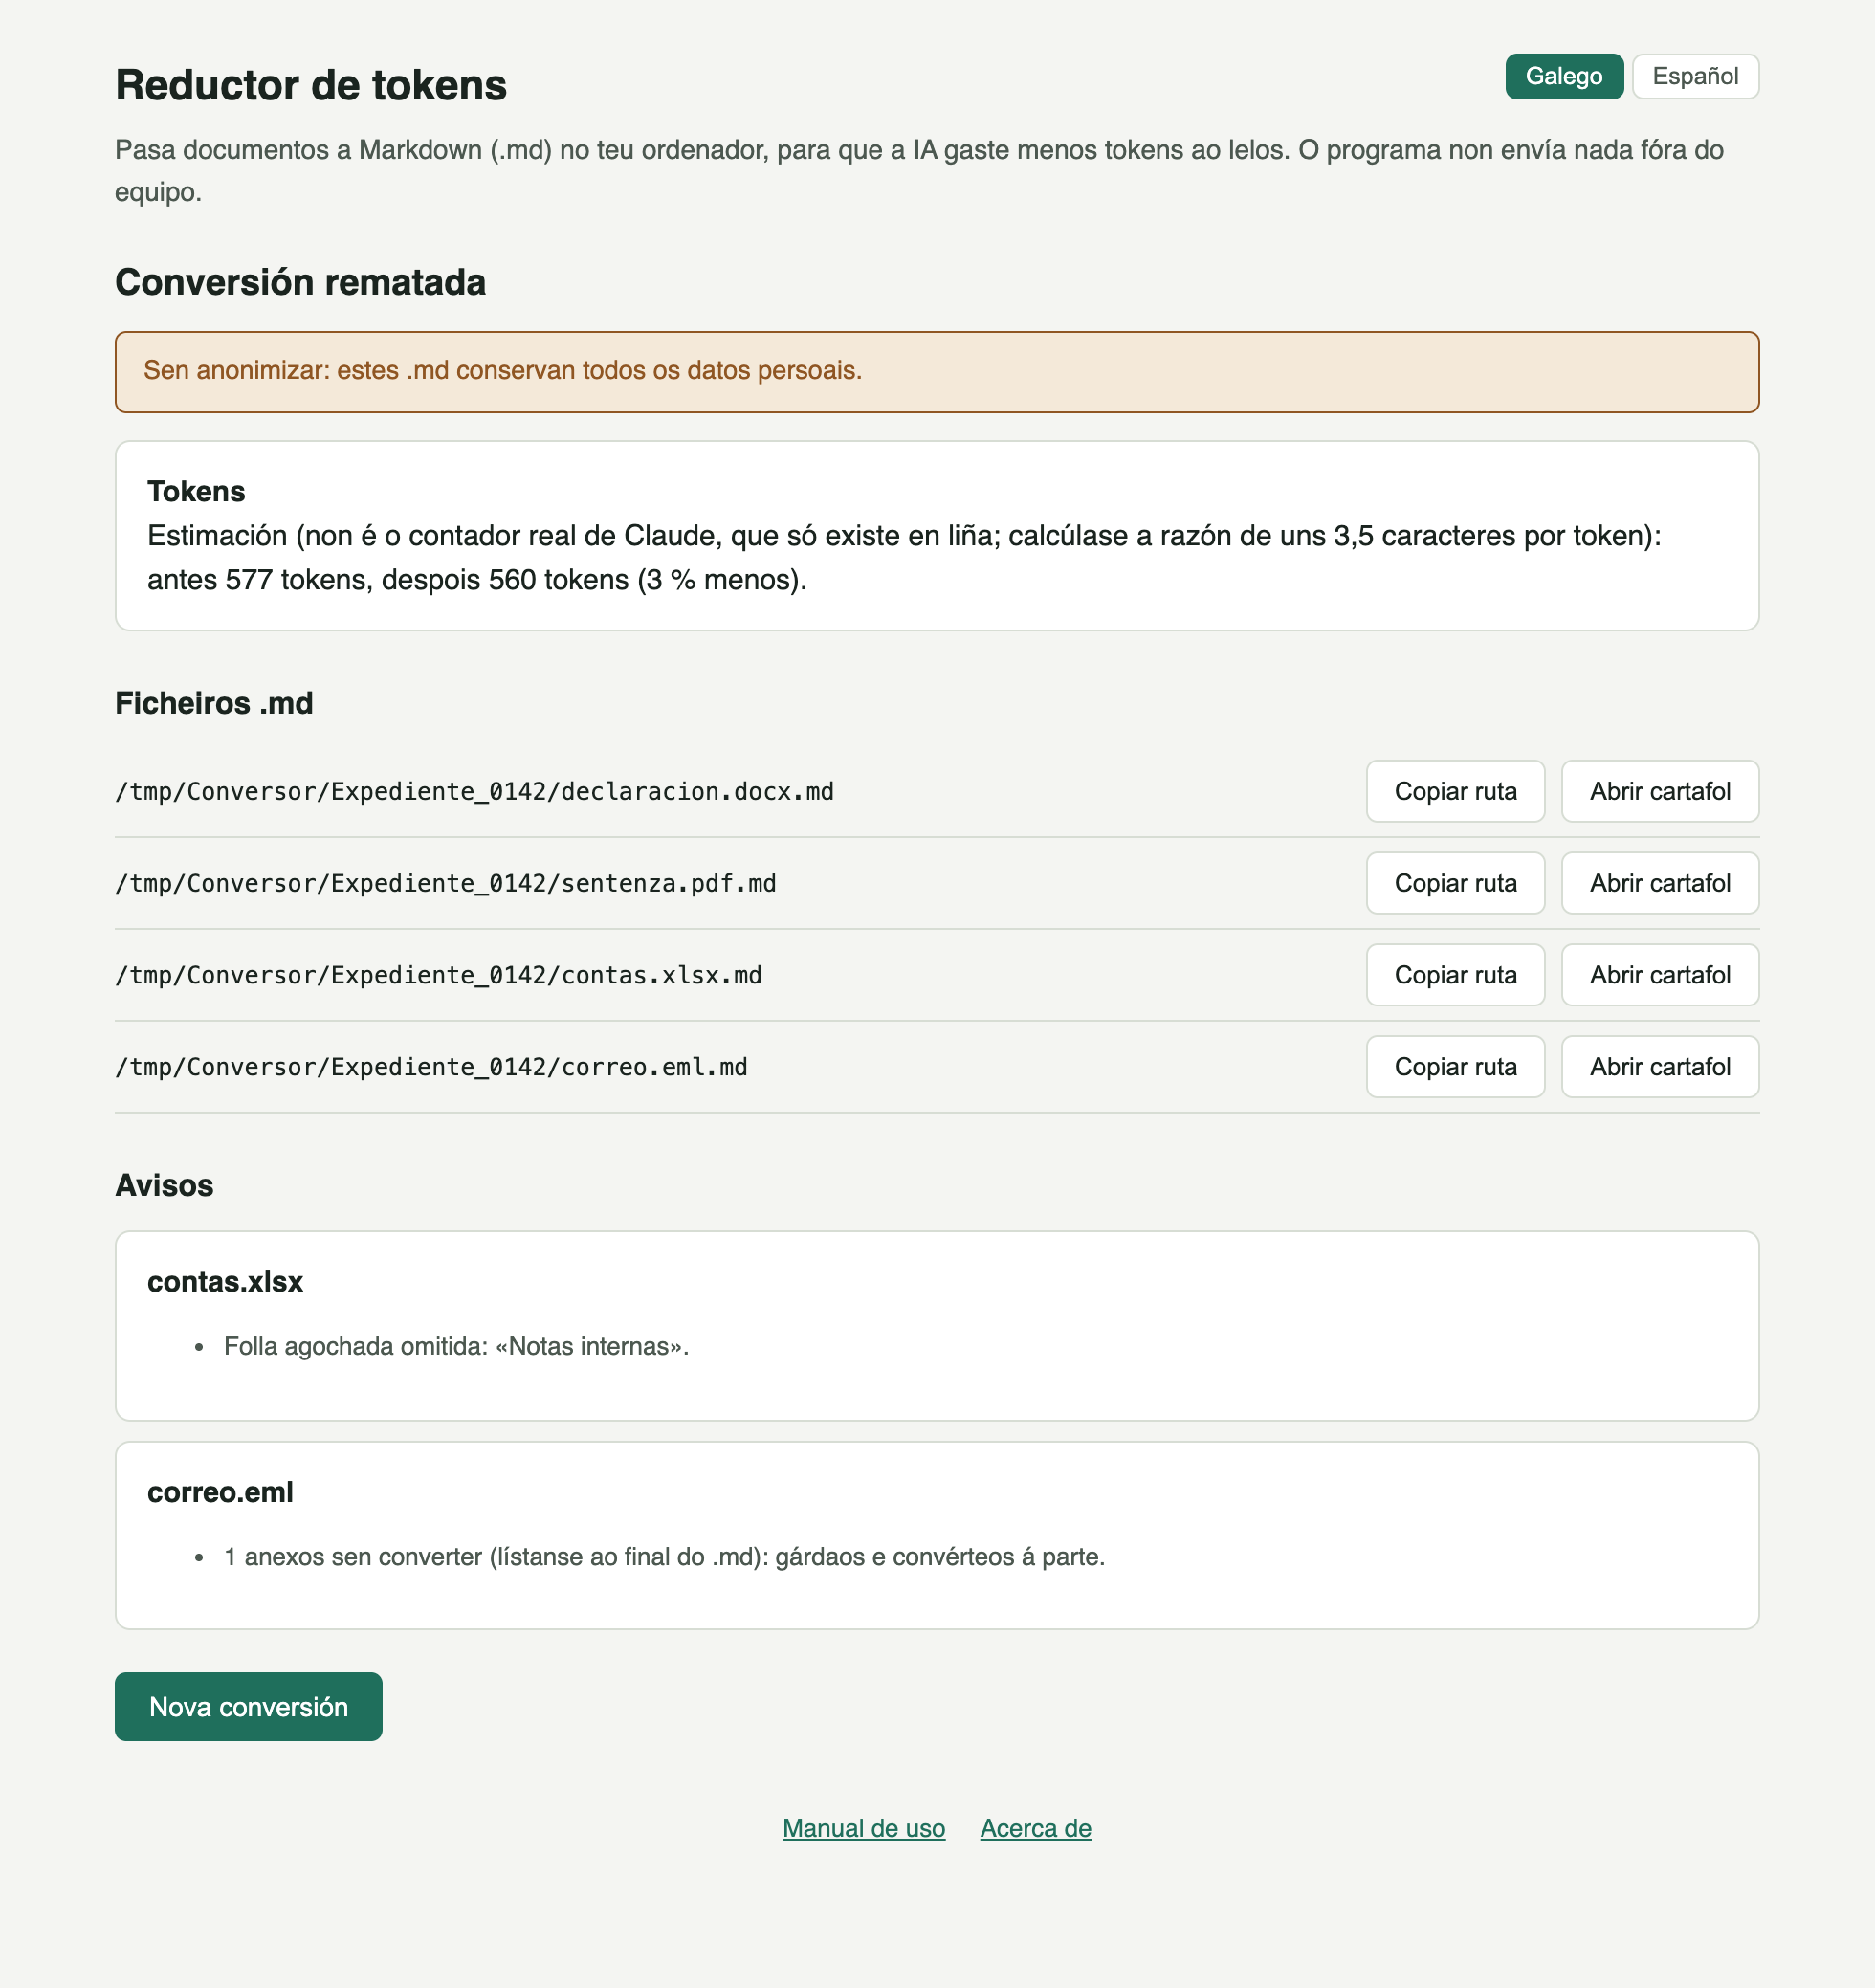 Reductor de tokens
Galego
Español
Pasa documentos a Markdown (.md) no teu ordenador, para que a IA gaste menos tokens ao lelos. O programa non envía nada fóra do
equipo.
Conversión rematada
Sen anonimizar: estes .md conservan todos os datos persoais.
Tokens
Estimación (non é o contador real de Claude, que só existe en liña; calcúlase a razón de uns 3,5 caracteres por token):
antes 577 tokens, despois 560 tokens (3 % menos).
Ficheiros .md
/tmp/Conversor/Expediente_0142/declaracion.docx.md
Copiar ruta
Abrir cartafol
/tmp/Conversor/Expediente_0142/sentenza.pdf.md
Copiar ruta
Abrir cartafol
/tmp/Conversor/Expediente_0142/contas.xlsx.md
Copiar ruta
Abrir cartafol
/tmp/Conversor/Expediente_0142/correo.eml.md
Copiar ruta
Abrir cartafol
Avisos
contas.xlsx
• Folla agochada omitida: «Notas internas».
correo.eml
• 1 anexos sen converter (lístanse ao final do .md): gárdaos e convérteos á parte.
Nova conversión
Manual de uso
Acerca de